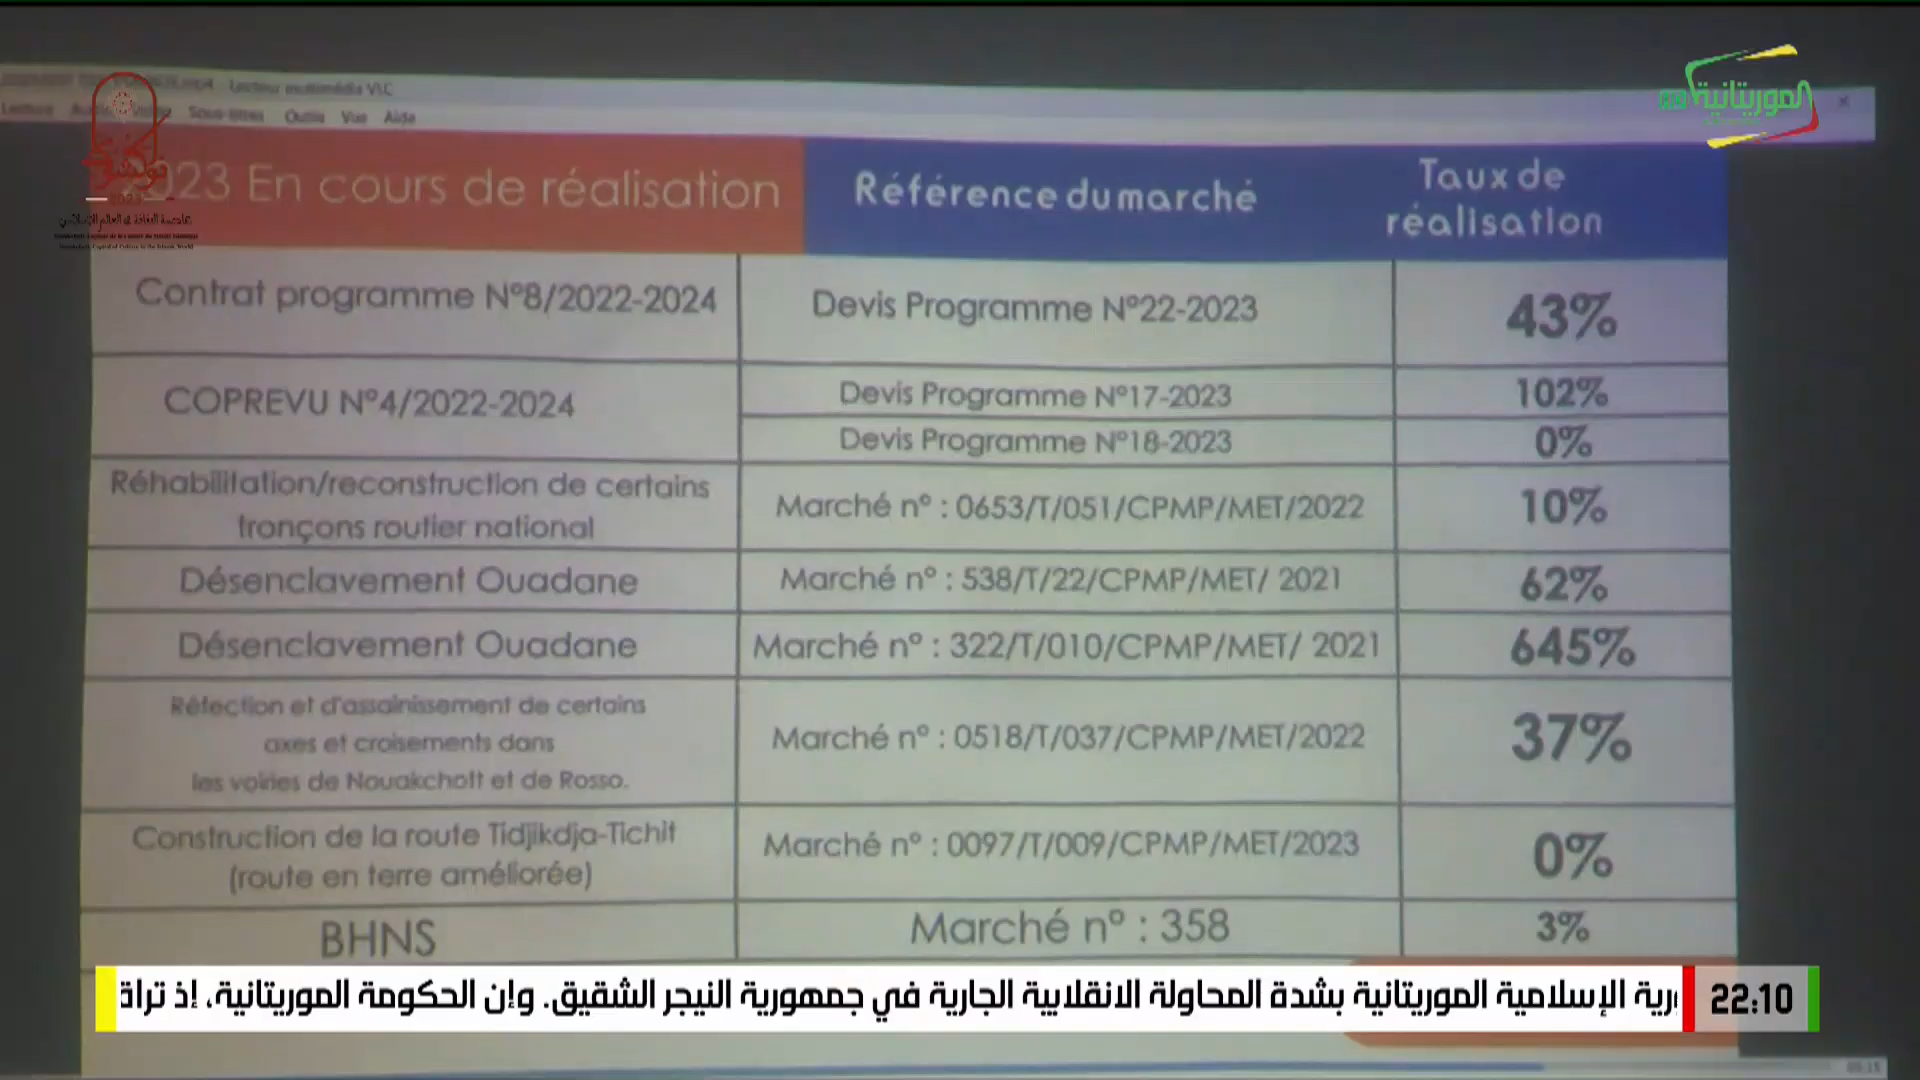 Lecteur multimédia VLC
Lecture
Sous-titres Outils Vue Aide
الموريتانية
2023
2023 En cours de réalisation
Référence du marché
Taux de
réalisation
Contrat programme N°8/2022-2024
Devis Programme N°22-2023
43%
COPREVU N°4/2022-2024
Devis Programme N°17-2023
102%
Devis Programme N°18-2023
0%
Réhabilitation/reconstruction de certains
tronçons routier national
Marché n° : 0653/T/051/CPMP/MET/2022
10%
Désenclavement Ouadane
Marché n° : 538/T/22/CPMP/MET/ 2021
62%
Désenclavement Ouadane
Marché n° : 322/T/010/CPMP/MET/ 2021
645%
Réfection et d'assainissement de certains
axes et croisements dans
les voiries de Nouakchott et de Rosso.
Marché n° : 0518/T/037/CPMP/MET/2022
37%
Construction de la route Tidjikdja-Tichit
(route en terre améliorée)
Marché n° : 0097/T/009/CPMP/MET/2023
0%
BHNS
Marché n° : 358
3%
رية الإسلامية الموريتانية بشدة المحاولة الانقلابية الجارية في جمهورية النيجر الشقيق. وإن الحكومة الموريتانية، إذ تراق
22:10